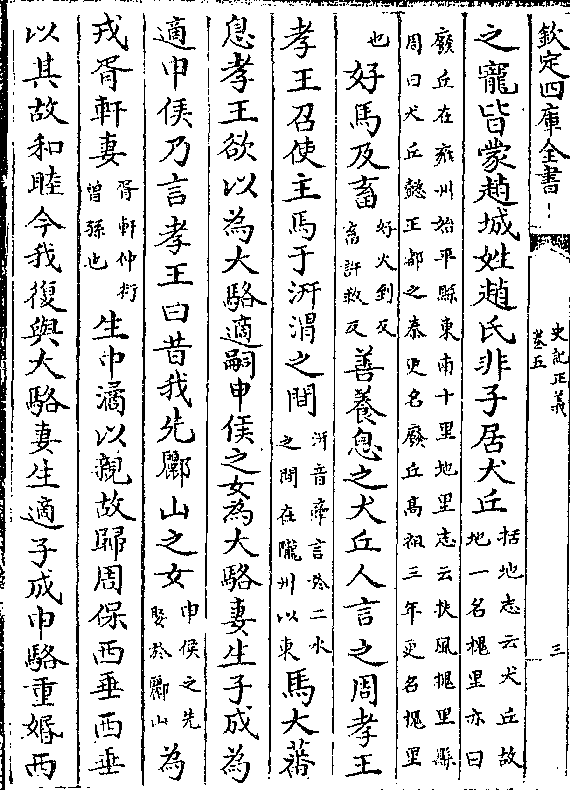 欽定四庫全書
史記正義
卷五
三
之寵皆蒙趙城姓趙氏非子居犬丘
括地志云犬丘故
地一名槐里亦曰
廢丘在雍州始平縣東南十里地里志云扶風槐里縣
周曰犬丘懿王都之秦更名廢丘髙祖三年更名槐里
也
好馬及畜
好火到反
畜許救反
善養息之犬丘人言之周孝王
孝王召使主馬于汧渭之間
汧音牽言於二水
之間在隴州以東
馬大蕃
息孝王欲以為大駱適嗣申侯之女為大駱妻生子成為
適申侯乃言孝王曰昔我先酈山之女
申侯之先
娶於酈山
為
戎胥軒妻
胥軒仲衍
曾孫也
生中潏以親故歸周保西垂西垂
以其故和睦今我復與大駱妻生適子成申駱重婚西